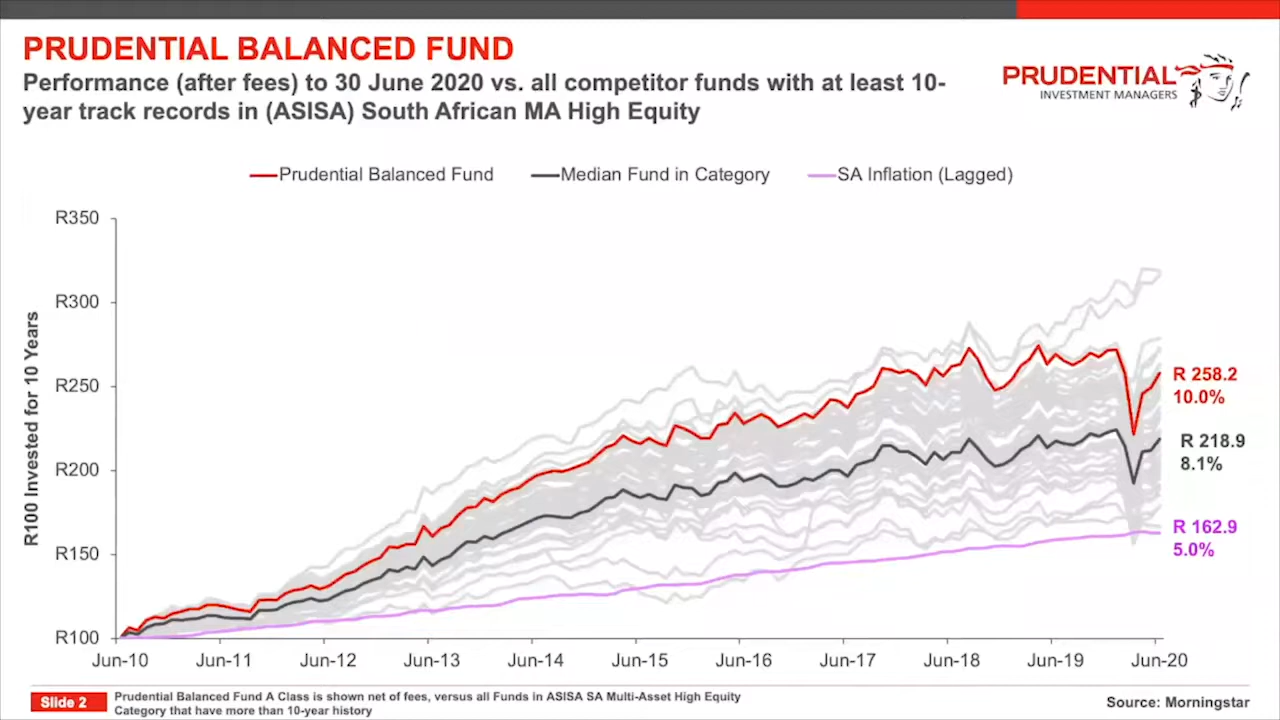 PRUDENTIAL BALANCED FUND
Performance (after fees) to 30 June 2020 vs. all competitor funds with at least 10-
year track records in (ASISA) South African MA High Equity
PRUDENTIAL
INVESTMENT MANAGERS
Prudential Balanced Fund
Median Fund in Category
SA Inflation (Lagged)
R100 Invested for 10 Years
R350
R300
R250
R200
R150
R100
R 258.2
10.0%
R 218.9
8.1%
R 162.9
5.0%
Jun-10 Jun-11 Jun-12 Jun-13 Jun-14 Jun-15 Jun-16 Jun-17 Jun-18 Jun-19 Jun-20
Slide 2
Prudential Balanced Fund A Class is shown net of fees, versus all Funds in ASISA SA Multi-Asset High Equity
Category that have more than 10-year history
Source: Morningstar